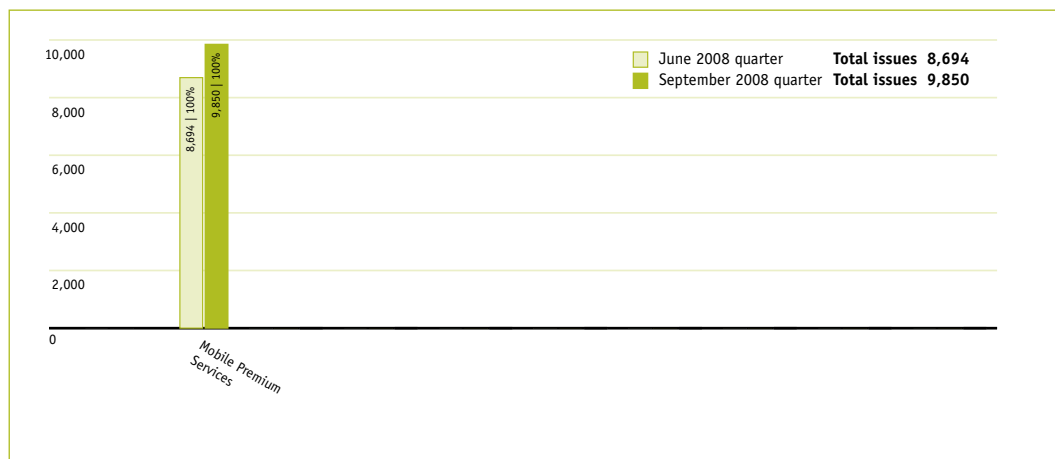 10,000
8,000
6,000
4,000
2,000
0
8,694 | 100%
9,850 | 100%
June 2008 quarter Total issues 8,694
September 2008 quarter Total issues 9,850
Mobile Premium
Services